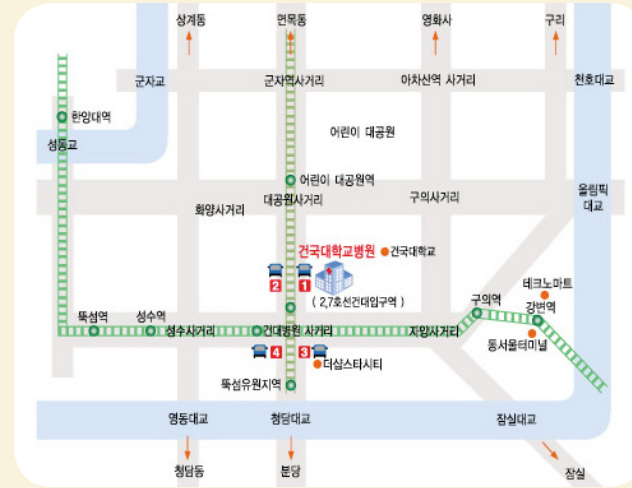 상계동
면목동
영화사
구리
군자교
군자역사거리
아차산역 사거리
천호대교
한양대역
성동교
어린이 대공원
어린이 대공원역
대공원사거리
화양사거리
구의사거리
올림픽
대교
건국대학교병원
건국대학교
2
1
( 2,7호선건대입구역 )
테크노마트
구의역
강변역
뚝섬역
성수역
성수사거리
건대병원 사거리
자양사거리
동서울터미널
4
3
더샵스타시티
뚝섬유원지역
영동대교
청담대교
잠실대교
청담동
분당
잠실